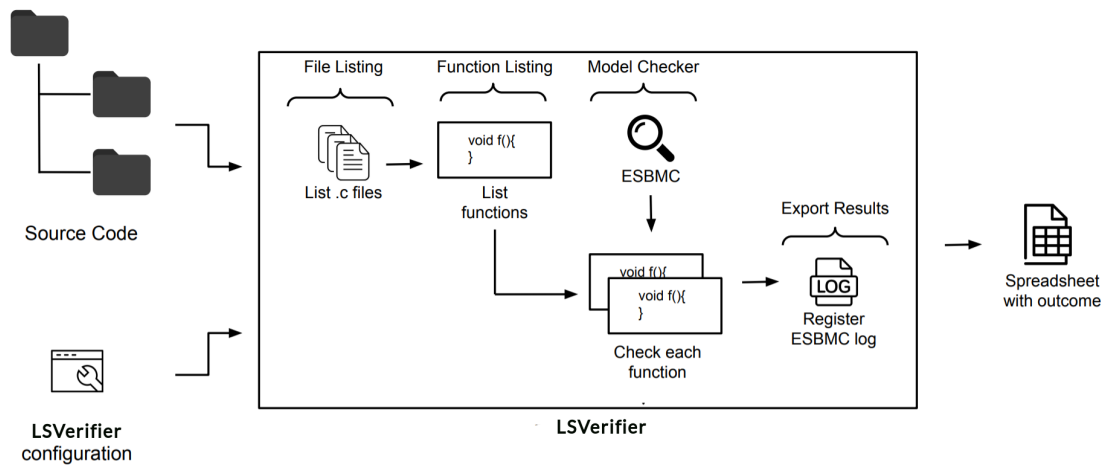 File Listing
Function Listing
Model Checker
void f(){
}
ESBMC
List .c files
List
functions
Source Code
Export Results
void f(){
void f(){
}
LOG
Register
ESBMC log
Check each
function
Spreadsheet
with outcome
LSVerifier
configuration
LSVerifier